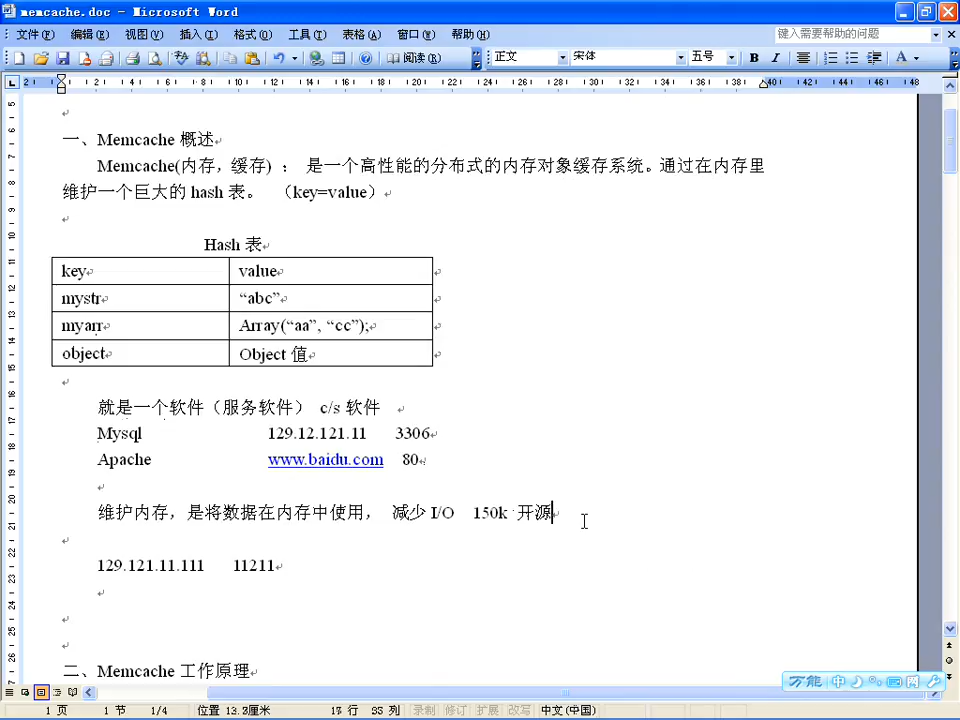 memcache.doc - Microsoft Word
文件(F) 编辑(E) 视图(V) 插入(I) 格式(O) 工具(T) 表格(A) 窗口(W) 帮助(H) 键入需要帮助的问题
阅读(R) 正文 宋体 五号 B I A
一、Memcache 概述
Memcache(内存，缓存) ： 是一个高性能的分布式的内存对象缓存系统。通过在内存里
维护一个巨大的 hash 表。 （key=value）
Hash 表
key value
mystr “abc”
myarr Array(“aa”, “cc”);
object Object 值
就是一个软件（服务软件） c/s 软件
Mysql 129.12.121.11 3306
Apache www.baidu.com 80
维护内存，是将数据在内存中使用， 减少 I/O 150k 开源
129.121.11.111 11211
二、Memcache 工作原理
万能 中
1 页 1 节 1/4 位置 13.2厘米 17 行 33 列 录制 修订 扩展 改写 中文(中国)